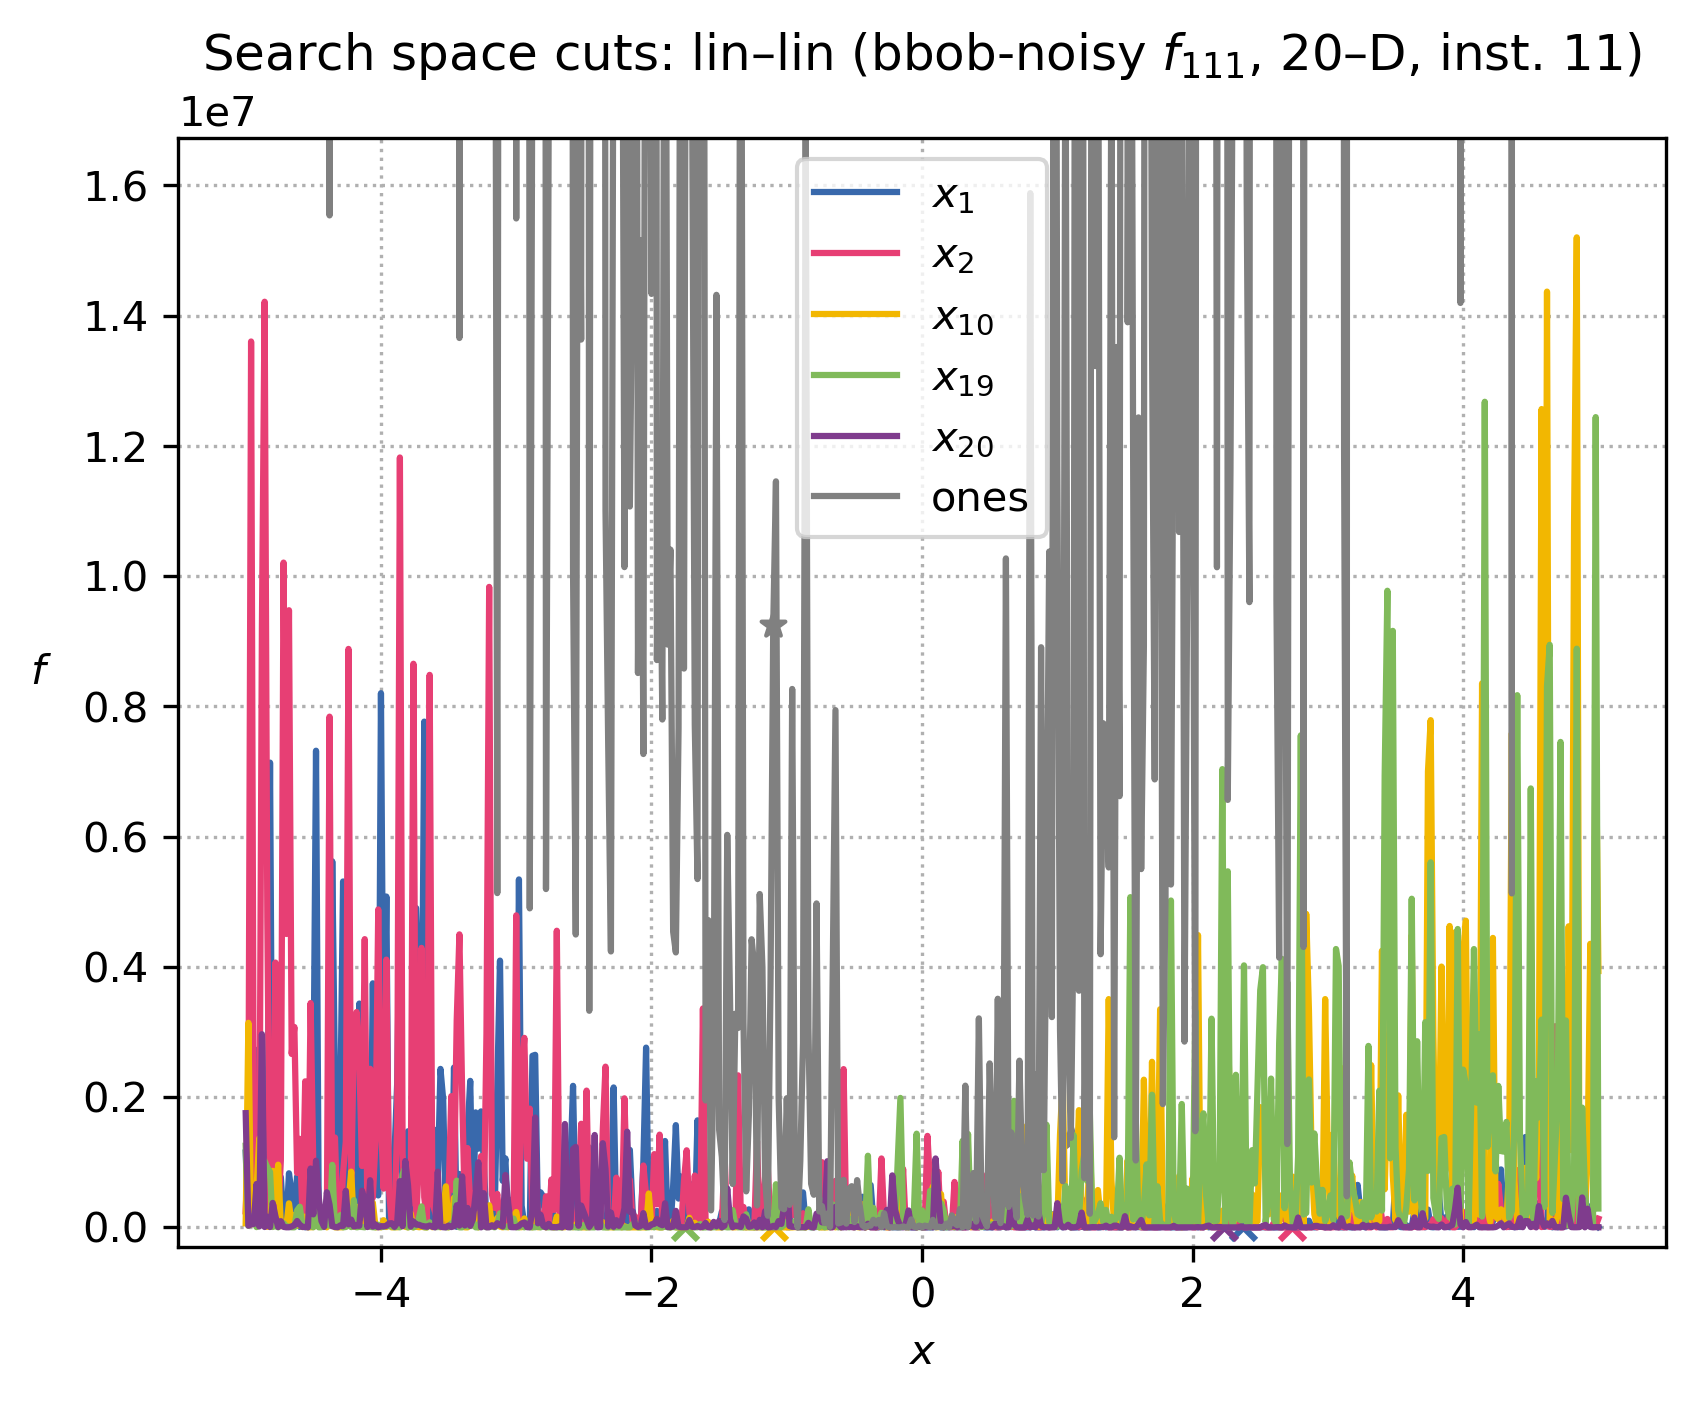 Search space cuts: lin–lin (bbob-noisy f₁₁₁, 20–D, inst. 11)
1e7
1.6
1.4
1.2
1.0
0.8
0.6
0.4
0.2
0.0
f
x₁
x₂
x₁₀
x₁₉
x₂₀
ones
−4 −2 0 2 4
x